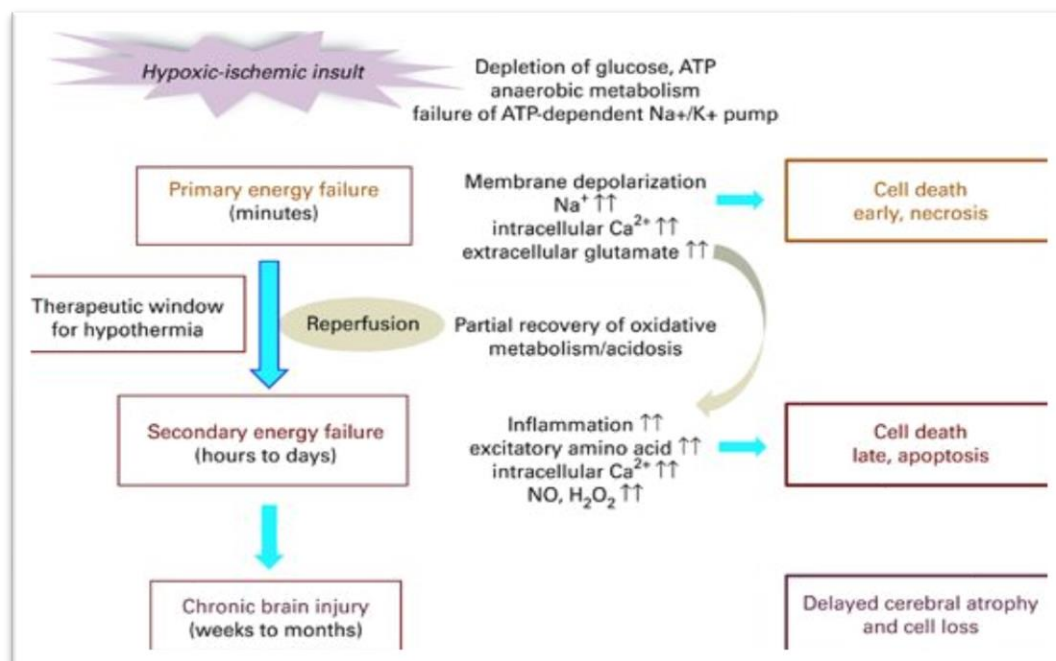 Hypoxic-ischemic insult
Depletion of glucose, ATP
anaerobic metabolism
failure of ATP-dependent Na+/K+ pump
Primary energy failure
(minutes)
Membrane depolarization
Na⁺ ↑↑
intracellular Ca²⁺ ↑↑
extracellular glutamate ↑↑
Cell death
early, necrosis
Therapeutic window
for hypothermia
Reperfusion
Partial recovery of oxidative
metabolism/acidosis
Secondary energy failure
(hours to days)
Inflammation ↑↑
excitatory amino acid ↑↑
intracellular Ca²⁺ ↑↑
NO, H₂O₂ ↑↑
Cell death
late, apoptosis
Chronic brain injury
(weeks to months)
Delayed cerebral atrophy
and cell loss